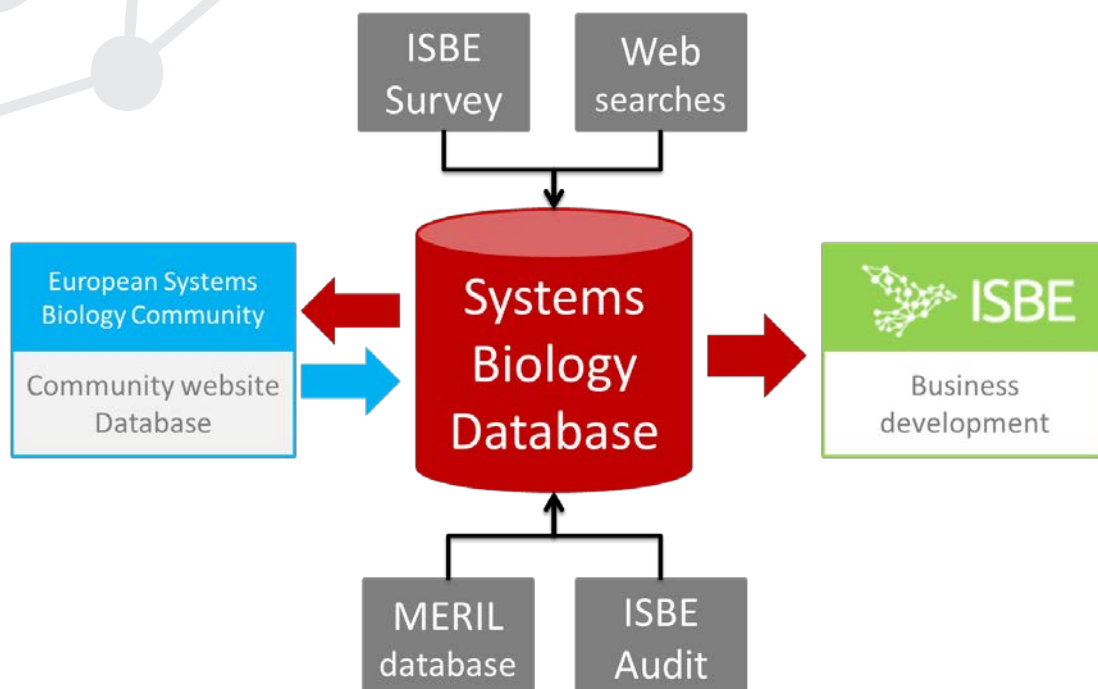 ISBE
Survey
Web
searches
European Systems
Biology Community
Community website
Database
Systems
Biology
Database
ISBE
Business
development
MERIL
database
ISBE
Audit